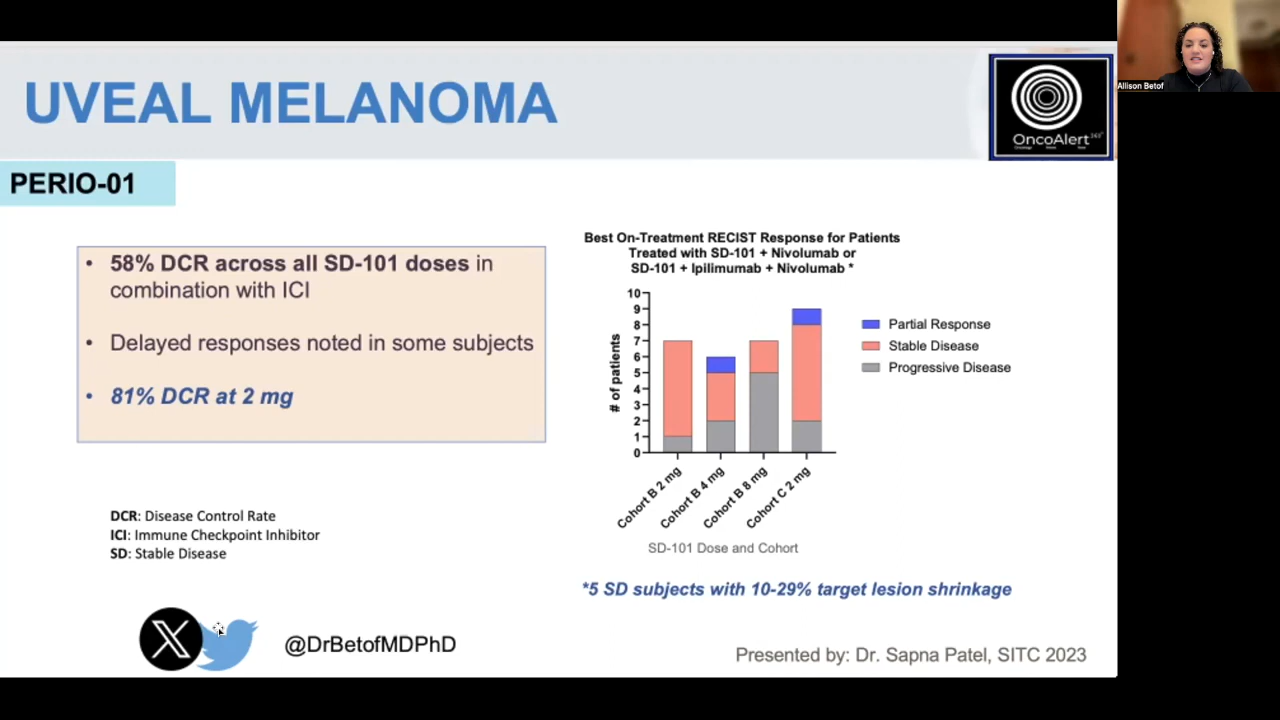 UVEAL MELANOMA
OncoAlert
Allison Betof
PERIO-01
• 58% DCR across all SD-101 doses in
combination with ICI
• Delayed responses noted in some subjects
• 81% DCR at 2 mg
DCR: Disease Control Rate
ICI: Immune Checkpoint Inhibitor
SD: Stable Disease
Best On-Treatment RECIST Response for Patients
Treated with SD-101 + Nivolumab or
SD-101 + Ipilimumab + Nivolumab *
# of patients
10
9
8
7
6
5
4
3
2
1
0
Cohort B 2 mg
Cohort B 4 mg
Cohort B 8 mg
Cohort C 2 mg
SD-101 Dose and Cohort
Partial Response
Stable Disease
Progressive Disease
*5 SD subjects with 10-29% target lesion shrinkage
X
@DrBetofMDPhD
Presented by: Dr. Sapna Patel, SITC 2023